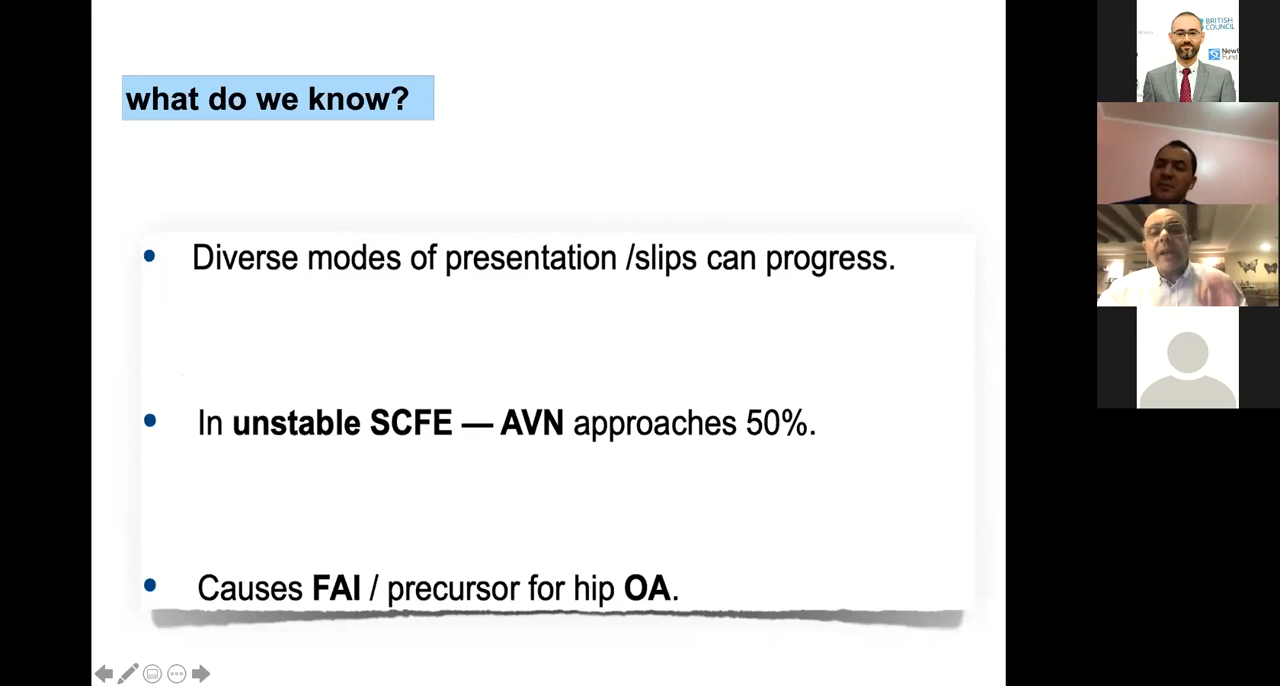 what do we know?
• Diverse modes of presentation /slips can progress.
• In unstable SCFE — AVN approaches 50%.
• Causes FAI / precursor for hip OA.
BRITISH
COUNCIL
Fund